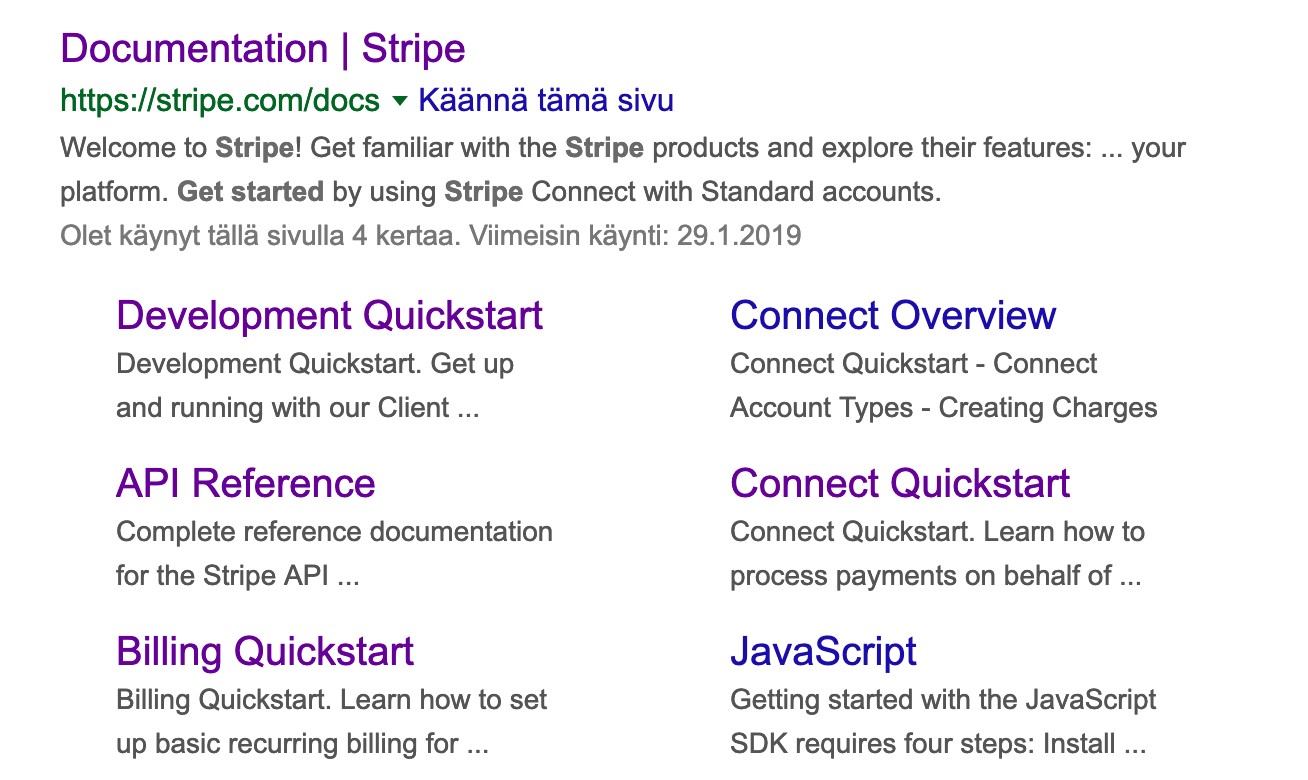 Documentation | Stripe
https://stripe.com/docs ▼ Käännä tämä sivu
Welcome to Stripe! Get familiar with the Stripe products and explore their features: ... your
platform. Get started by using Stripe Connect with Standard accounts.
Olet käynyt tällä sivulla 4 kertaa. Viimeisin käynti: 29.1.2019
Development Quickstart
Development Quickstart. Get up
and running with our Client ...
Connect Overview
Connect Quickstart - Connect
Account Types - Creating Charges
API Reference
Complete reference documentation
for the Stripe API ...
Connect Quickstart
Connect Quickstart. Learn how to
process payments on behalf of ...
Billing Quickstart
Billing Quickstart. Learn how to set
up basic recurring billing for ...
JavaScript
Getting started with the JavaScript
SDK requires four steps: Install ...